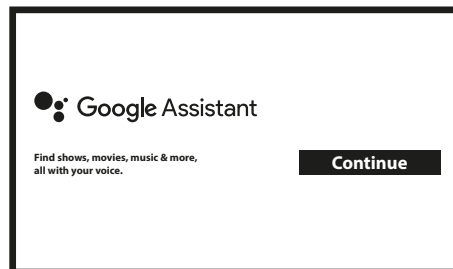 Google Assistant
Find shows, movies, music & more,
all with your voice.
Continue